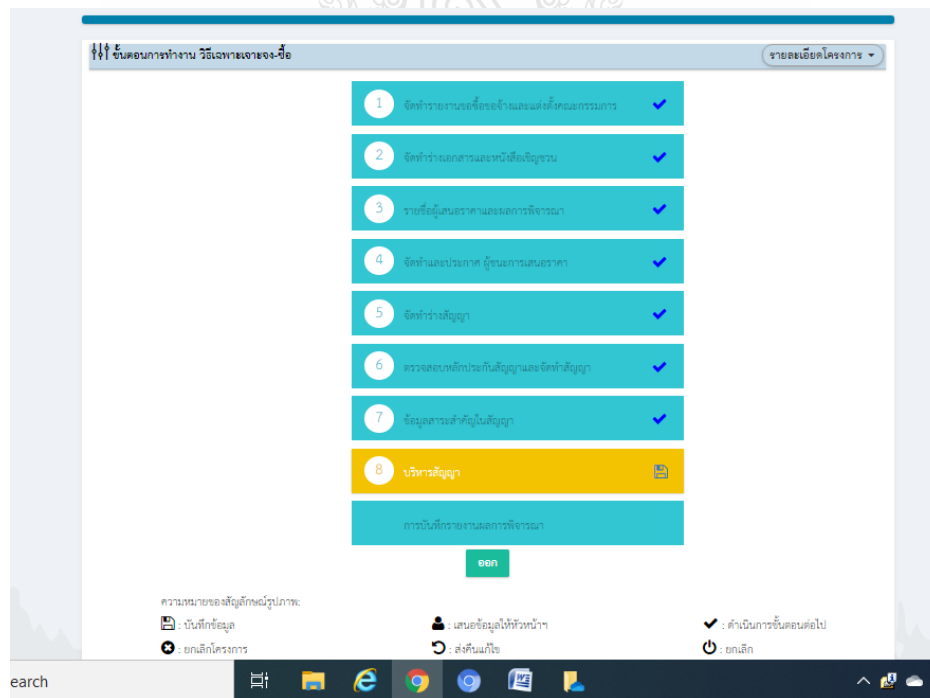 ขั้นตอนการทำงาน วิธีเฉพาะเจาะจง-ซื้อ
รายละเอียดโครงการ
1 จัดทำรายงานขอซื้อขอจ้างและแต่งตั้งคณะกรรมการ
2 จัดทำร่างเอกสารและหนังสือเชิญชวน
3 รายชื่อผู้เสนอราคาและผลการพิจารณา
4 จัดทำและประกาศ ผู้ชนะการเสนอราคา
5 จัดทำร่างสัญญา
6 ตรวจสอบหลักประกันสัญญาและจัดทำสัญญา
7 ข้อมูลสาระสำคัญในสัญญา
8 บริหารสัญญา
การบันทึกรายงานผลการพิจารณา
ออก
ความหมายของสัญลักษณ์รูปภาพ:
: บันทึกข้อมูล : เสนอข้อมูลให้หัวหน้าฯ : ดำเนินการขั้นตอนต่อไป
: ยกเลิกโครงการ : ส่งคืนแก้ไข : ยกเลิก
earch